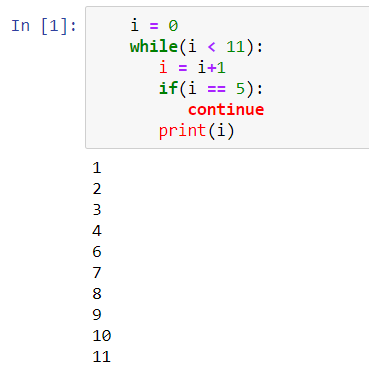 In [1]: i = 0
while(i < 11):
i = i+1
if(i == 5):
continue
print(i)
1
2
3
4
6
7
8
9
10
11